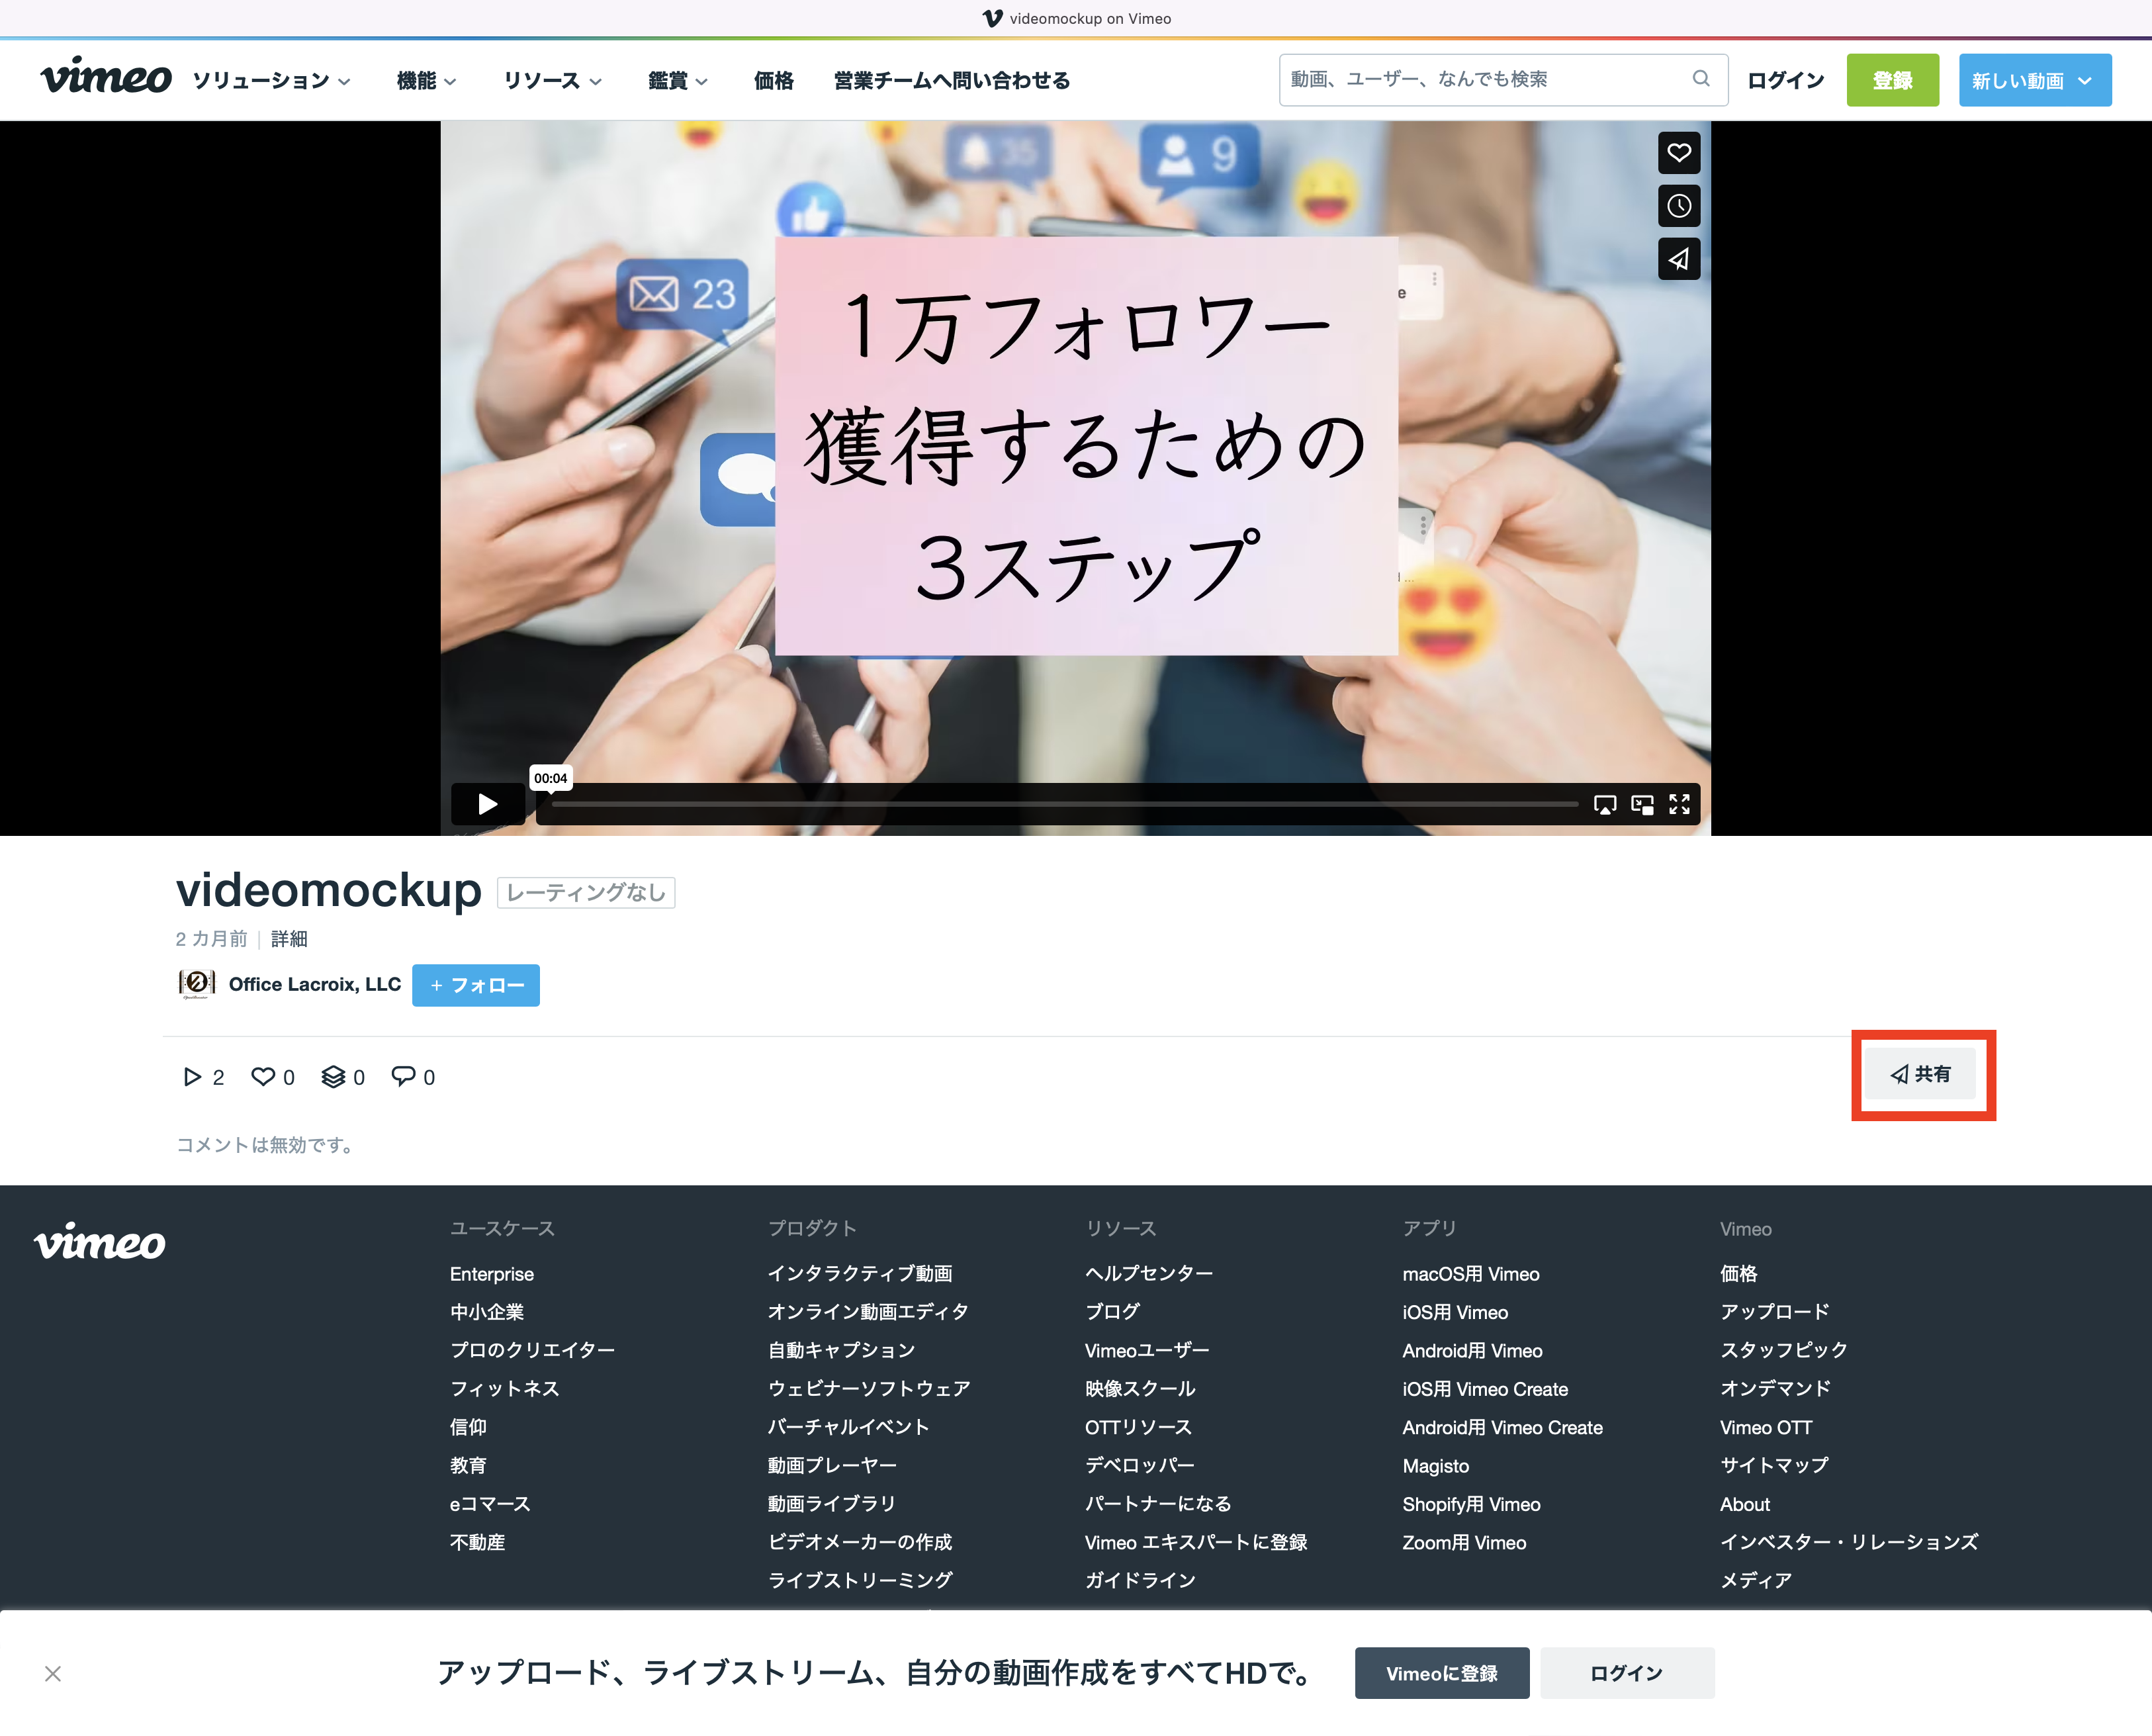 videomockup on Vimeo
vimeo ソリューション 機能 リソース 鑑賞 価格 営業チームへ問い合わせる 動画、ユーザー、なんでも検索 ログイン 登録 新しい動画
35
9
23
e
1万フォロワー
獲得するための
3ステップ
00:04
videomockup レーティングなし
2 カ月前 | 詳細
Office Lacroix, LLC + フォロー
2 0 0 0 共有
コメントは無効です。
vimeo
ユースケース
Enterprise
中小企業
プロのクリエイター
フィットネス
信仰
教育
eコマース
不動産
プロダクト
インタラクティブ動画
オンライン動画エディタ
自動キャプション
ウェビナーソフトウェア
バーチャルイベント
動画プレーヤー
動画ライブラリ
ビデオメーカーの作成
ライブストリーミング
リソース
ヘルプセンター
ブログ
Vimeoユーザー
映像スクール
OTTリソース
デベロッパー
パートナーになる
Vimeo エキスパートに登録
ガイドライン
アプリ
macOS用 Vimeo
iOS用 Vimeo
Android用 Vimeo
iOS用 Vimeo Create
Android用 Vimeo Create
Magisto
Shopify用 Vimeo
Zoom用 Vimeo
Vimeo
価格
アップロード
スタッフピック
オンデマンド
Vimeo OTT
サイトマップ
About
インベスター・リレーションズ
メディア
アップロード、ライブストリーム、自分の動画作成をすべてHDで。 Vimeoに登録 ログイン